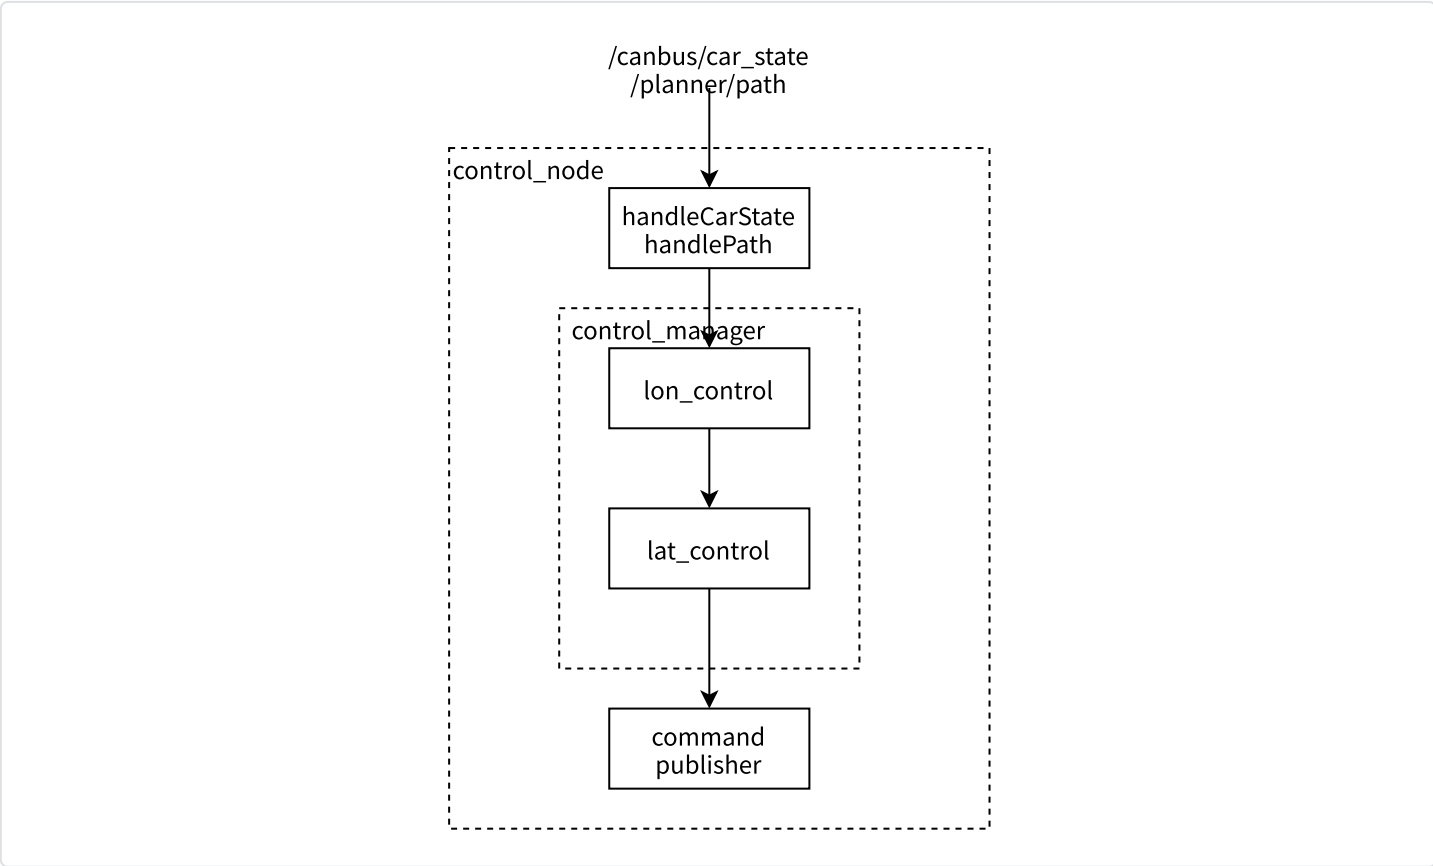 /canbus/car_state
/planner/path
control_node
handleCarState
handlePath
control_manager
lon_control
lat_control
command
publisher